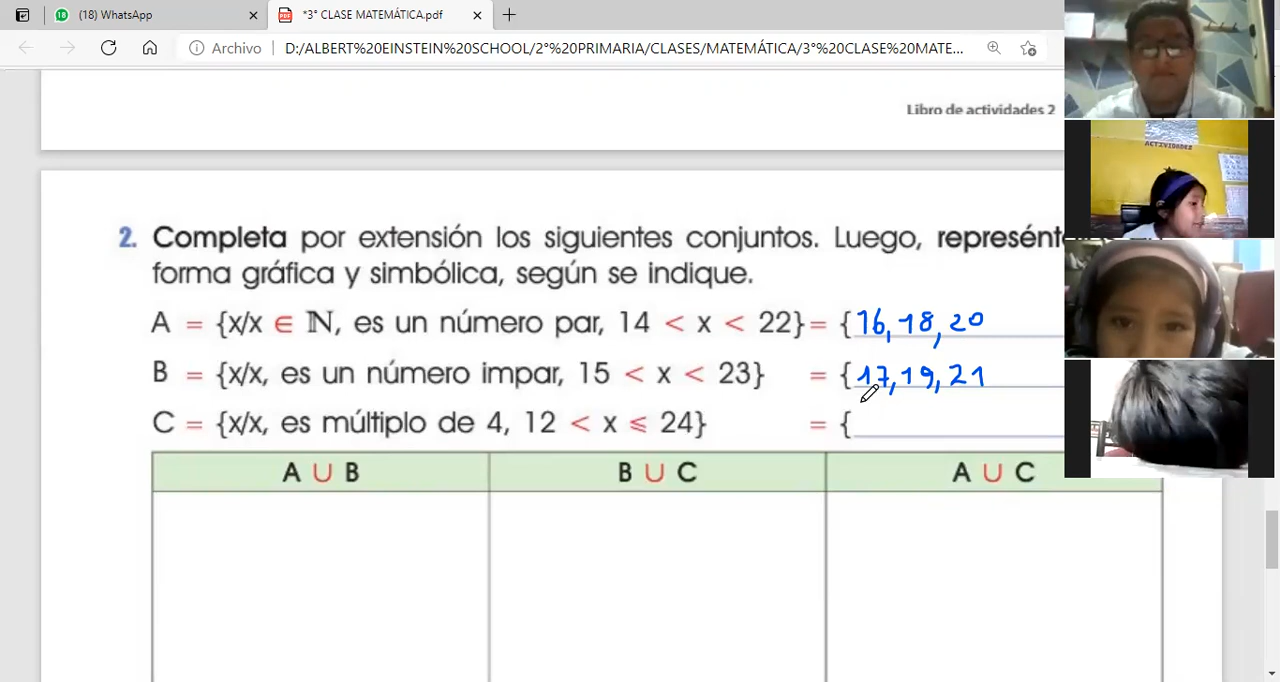 (18) WhatsApp
*3° CLASE MATEMÁTICA.pdf
Archivo
D:/ALBERT%20EINSTEIN%20SCHOOL/2°%20PRIMARIA/CLASES/MATEMÁTICA/3°%20CLASE%20MATE...
ACTIVIDADES
Libro de actividades 2
2. Completa por extensión los siguientes conjuntos. Luego, represént
forma gráfica y simbólica, según se indique.
A = {x/x ∈ ℕ, es un número par, 14 < x < 22} = { 16, 18, 20
B = {x/x, es un número impar, 15 < x < 23} = { 17, 19, 21
C = {x/x, es múltiplo de 4, 12 < x ⩽ 24} = {
A ∪ B B ∪ C A ∪ C